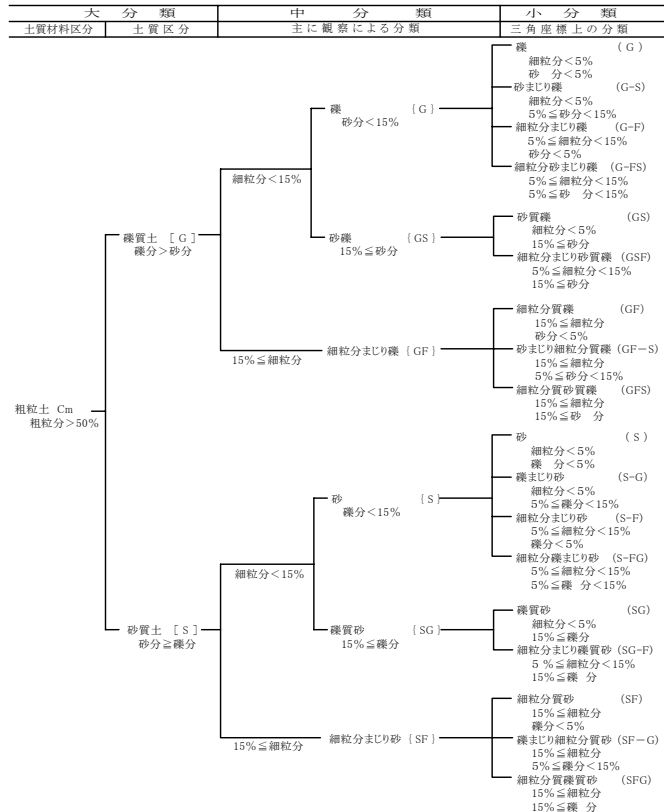 大 分 類 中 分 類 小 分 類
土質材料区分 土 質 区 分 主に観察による分類 三角座標上の分類
礫 (G)
細粒分<5%
砂 分<5%
砂まじり礫 (G-S)
細粒分<5%
5%≦砂分<15%
礫 {G}
砂分<15%
細粒分まじり礫 (G-F)
5%≦細粒分<15%
砂分<5%
細粒分砂まじり礫 (G-FS)
5%≦細粒分<15%
5%≦砂 分<15%
細粒分<15%
砂質礫 (GS)
細粒分<5%
15%≦砂分
礫質土 [G]
礫分>砂分
砂礫 {GS}
15%≦砂分
細粒分まじり砂質礫 (GSF)
5%≦細粒分<15%
15%≦砂分
細粒分質礫 (GF)
15%≦細粒分
砂分<5%
15%≦細粒分
細粒分まじり礫 {GF}
砂まじり細粒分質礫 (GF-S)
15%≦細粒分
5%≦砂分<15%
細粒分質砂質礫 (GFS)
15%≦細粒分
15%≦砂 分
粗粒土 Cm
粗粒分>50%
砂 (S)
細粒分<5%
礫 分<5%
礫まじり砂 (S-G)
細粒分<5%
5%≦礫分<15%
砂 {S}
礫分<15%
細粒分まじり砂 (S-F)
5%≦細粒分<15%
礫分<5%
細粒分礫まじり砂 (S-FG)
5%≦細粒分<15%
5%≦礫 分<15%
細粒分<15%
礫質砂 (SG)
細粒分<5%
15%≦礫分
砂質土 [S]
砂分≧礫分
礫質砂 {SG}
15%≦礫分
細粒分まじり礫質砂 (SG-F)
5 %≦細粒分<15%
15%≦礫 分
細粒分質砂 (SF)
15%≦細粒分
礫分<5%
15%≦細粒分
細粒分まじり砂 {SF}
礫まじり細粒分質砂 (SF-G)
15%≦細粒分
5%≦礫分<15%
細粒分質礫質砂 (SFG)
15%≦細粒分
15%≦礫 分